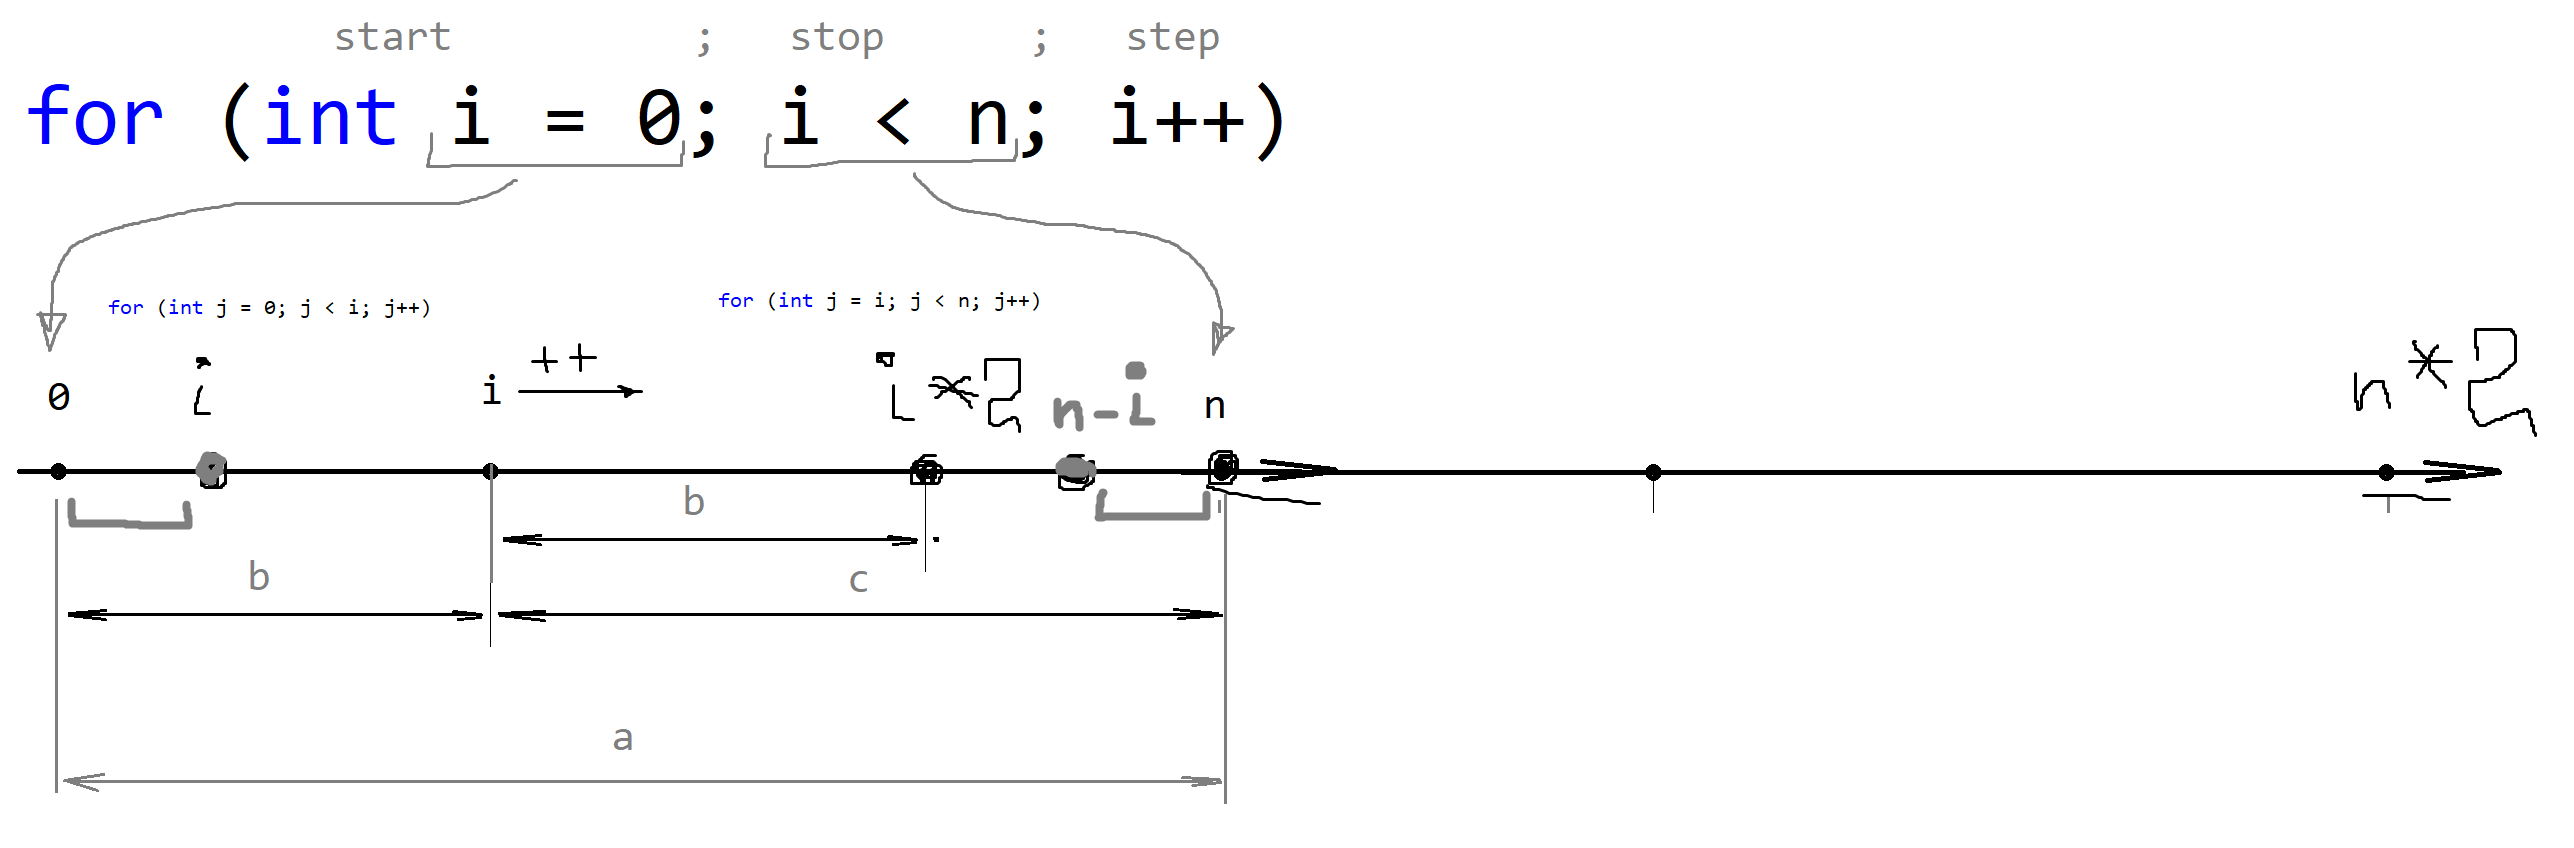 start ; stop ; step
for (int i = 0; i < n; i++)
for (int j = 0; j < i; j++)
for (int j = i; j < n; j++)
0 i i ++ i*2 n-i n n*2
b
b c
a